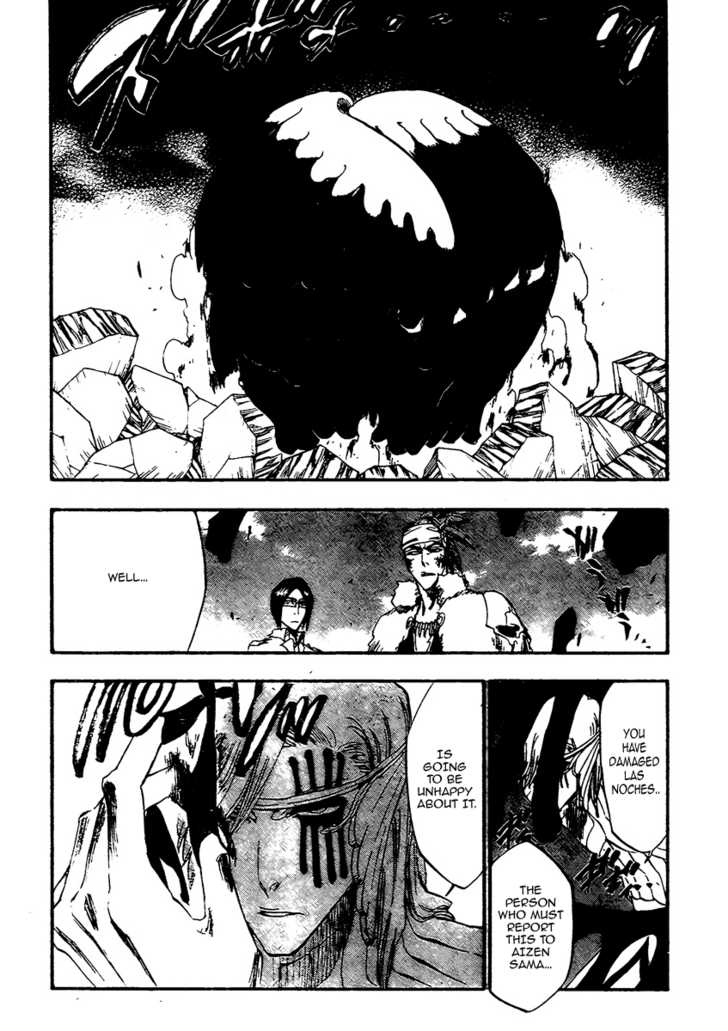 WELL...
YOU
HAVE
DAMAGED
LAS
NOCHES..
THE
PERSON
WHO MUST
REPORT
THIS TO
AIZEN
SAMA...
IS
GOING
TO BE
UNHAPPY
ABOUT IT.